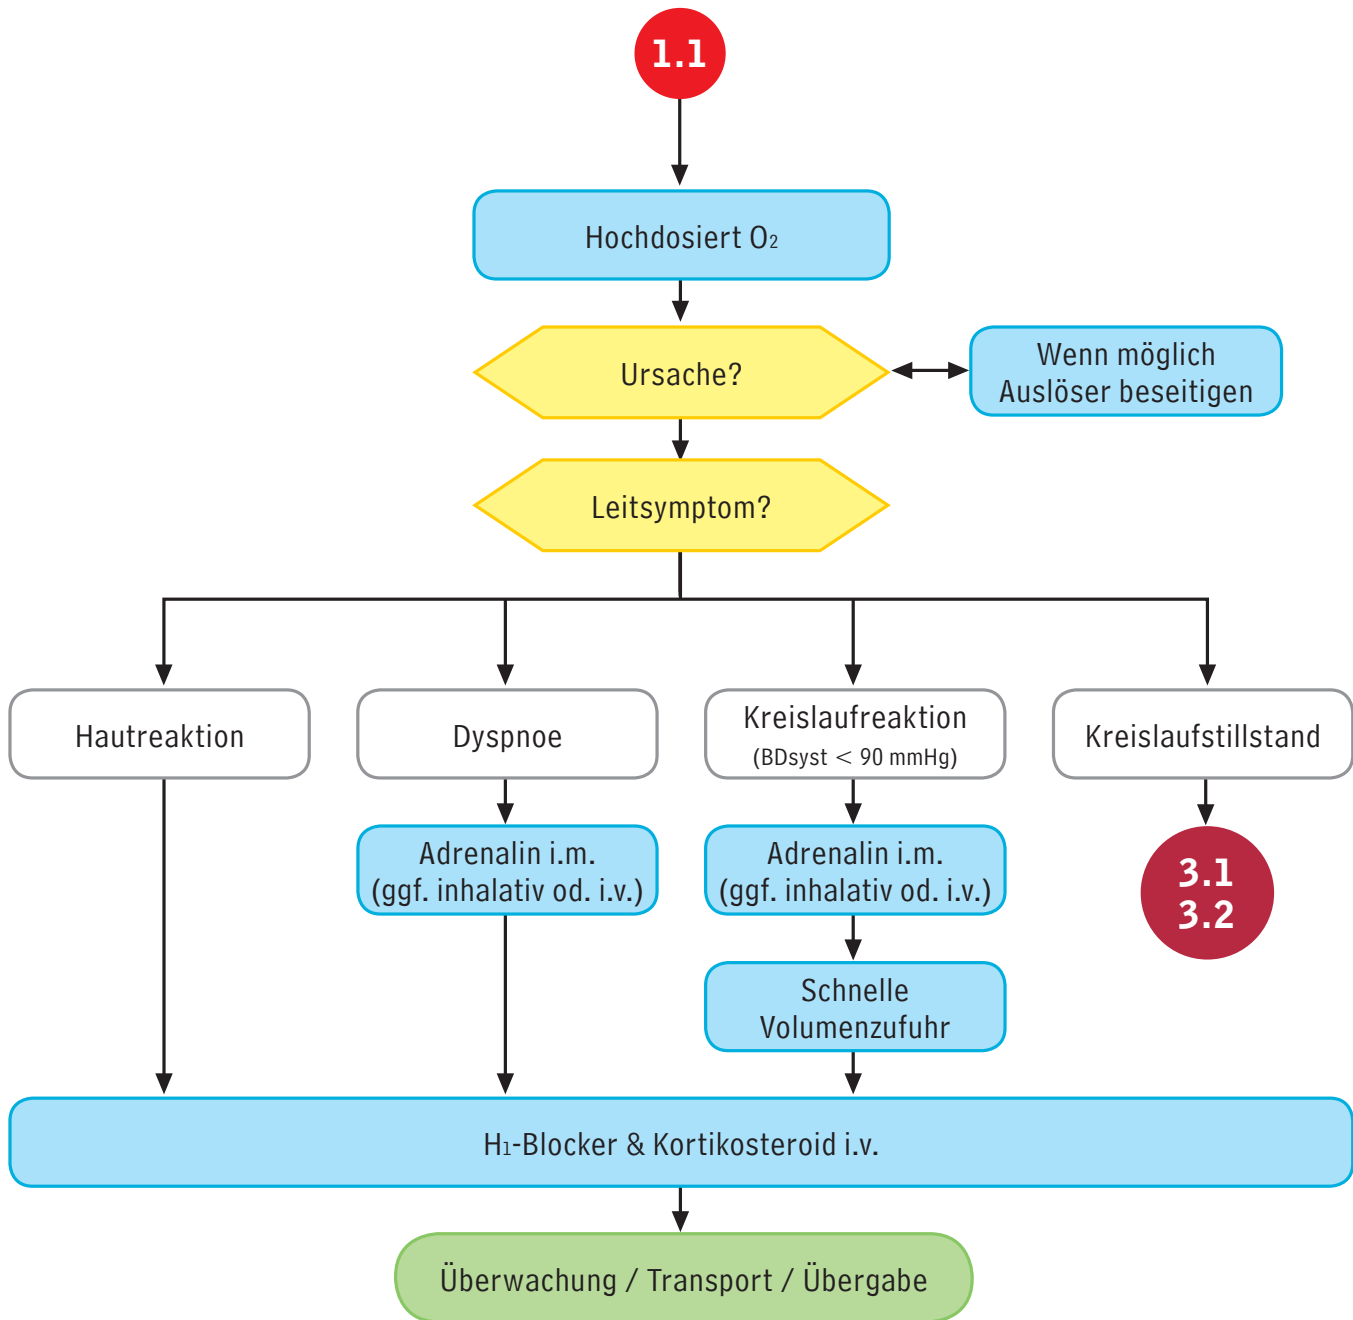 1.1
Hochdosiert O₂
Ursache?
Wenn möglich
Auslöser beseitigen
Leitsymptom?
Hautreaktion
Dyspnoe
Kreislaufreaktion
(BDsyst < 90 mmHg)
Kreislaufstillstand
Adrenalin i.m.
(ggf. inhalativ od. i.v.)
Adrenalin i.m.
(ggf. inhalativ od. i.v.)
3.1
3.2
Schnelle
Volumenzufuhr
H₁-Blocker & Kortikosteroid i.v.
Überwachung / Transport / Übergabe